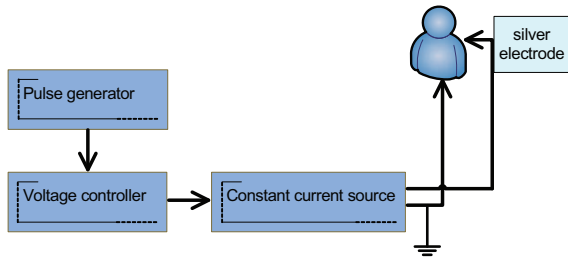 silver
electrode
Pulse generator
Voltage controller
Constant current source